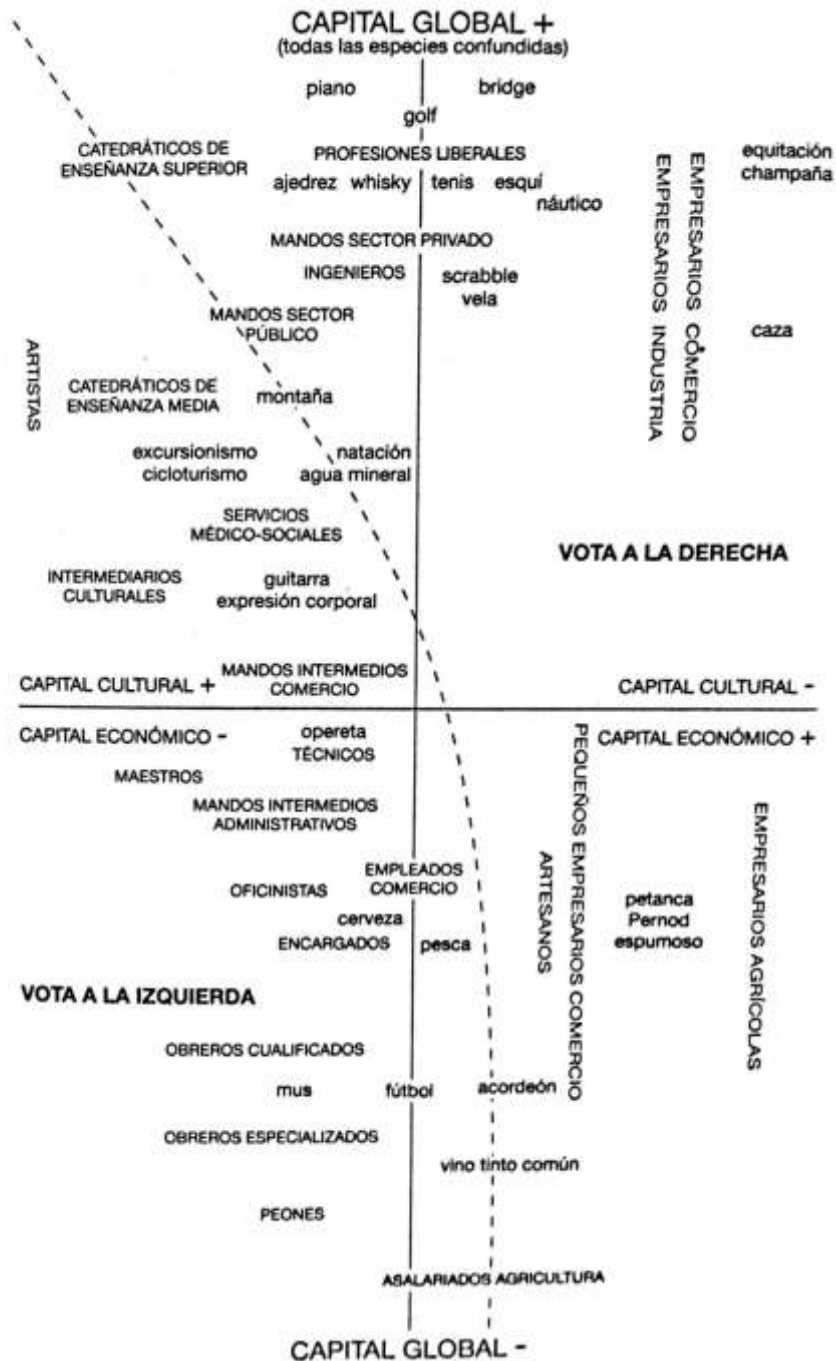 CAPITAL GLOBAL +
(todas las especies confundidas)
piano
bridge
golf
CATEDRÁTICOS DE
ENSEÑANZA SUPERIOR
PROFESIONES LIBERALES
ajedrez whisky tenis esquí
náutico
equitación
champaña
EMPRESARIOS COMERCIO
EMPRESARIOS INDUSTRIA
MANDOS SECTOR PRIVADO
INGENIEROS
scrabble
vela
MANDOS SECTOR
PÚBLICO
caza
ARTISTAS
CATEDRÁTICOS DE
ENSEÑANZA MEDIA
montaña
excursionismo
cicloturismo
natación
agua mineral
SERVICIOS
MÉDICO-SOCIALES
VOTA A LA DERECHA
INTERMEDIARIOS
CULTURALES
guitarra
expresión corporal
MANDOS INTERMEDIOS
COMERCIO
CAPITAL CULTURAL +
CAPITAL CULTURAL -
CAPITAL ECONÓMICO -
opereta
TÉCNICOS
CAPITAL ECONÓMICO +
MAESTROS
MANDOS INTERMEDIOS
ADMINISTRATIVOS
PEQUEÑOS EMPRESARIOS COMERCIO
ARTESANOS
EMPRESARIOS AGRÍCOLAS
OFICINISTAS
EMPLEADOS
COMERCIO
cerveza
ENCARGADOS
pesca
petanca
Pernod
espumoso
VOTA A LA IZQUIERDA
OBREROS CUALIFICADOS
mus
fútbol
acordeón
OBREROS ESPECIALIZADOS
vino tinto común
PEONES
ASALARIADOS AGRICULTURA
CAPITAL GLOBAL -